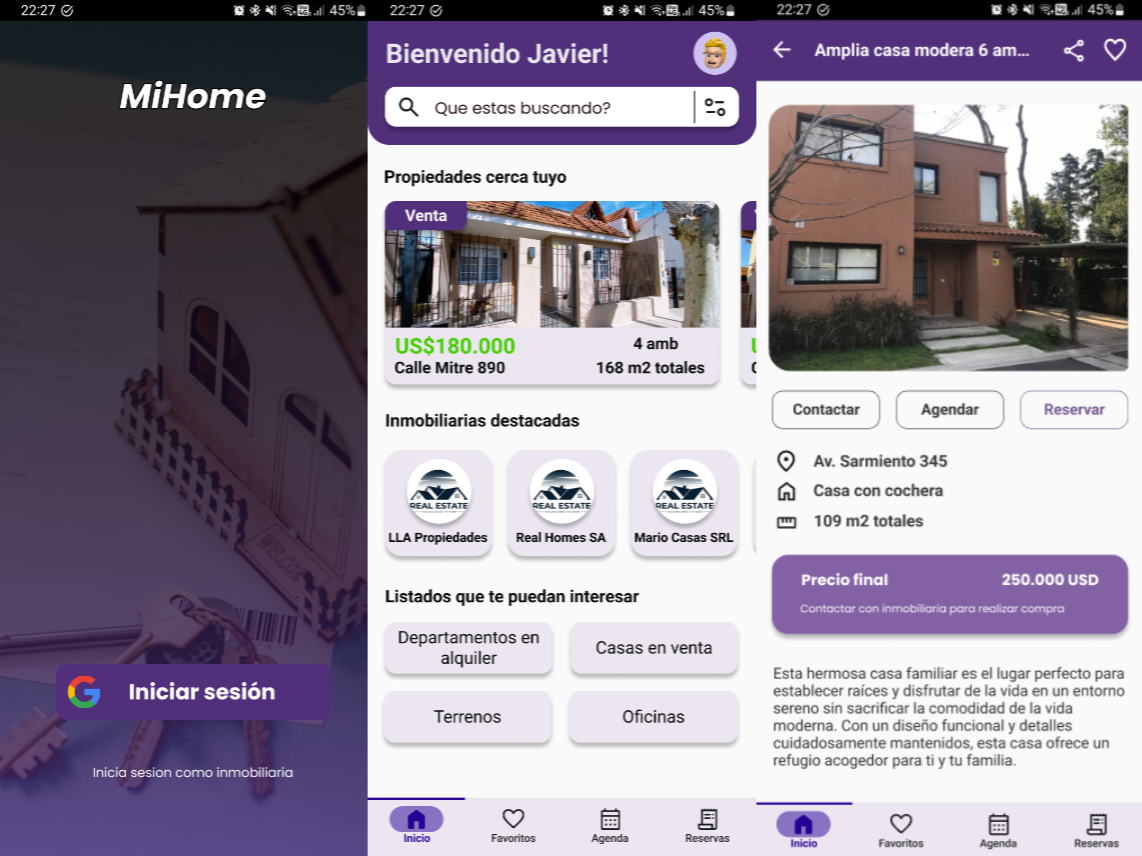 22:27
45%
MiHome
WELCOME
Iniciar sesión
Inicia sesion como inmobiliaria
22:27
45%
Bienvenido Javier!
Que estas buscando?
Propiedades cerca tuyo
Venta
US$180.000
4 amb
Calle Mitre 890
168 m2 totales
Inmobiliarias destacadas
REAL ESTATE
REAL ESTATE
REAL ESTATE
LLA Propiedades
Real Homes SA
Mario Casas SRL
Listados que te puedan interesar
Departamentos en
alquiler
Casas en venta
Terrenos
Oficinas
Inicio
Favoritos
Agenda
Reservas
22:27
45%
Amplia casa modera 6 am...
Contactar
Agendar
Reservar
Av. Sarmiento 345
Casa con cochera
109 m2 totales
Precio final
250.000 USD
Contactar con inmobiliaria para realizar compra
Esta hermosa casa familiar es el lugar perfecto para
establecer raíces y disfrutar de la vida en un entorno
sereno sin sacrificar la comodidad de la vida
moderna. Con un diseño funcional y detalles
cuidadosamente mantenidos, esta casa ofrece un
refugio acogedor para ti y tu familia.
Inicio
Favoritos
Agenda
Reservas